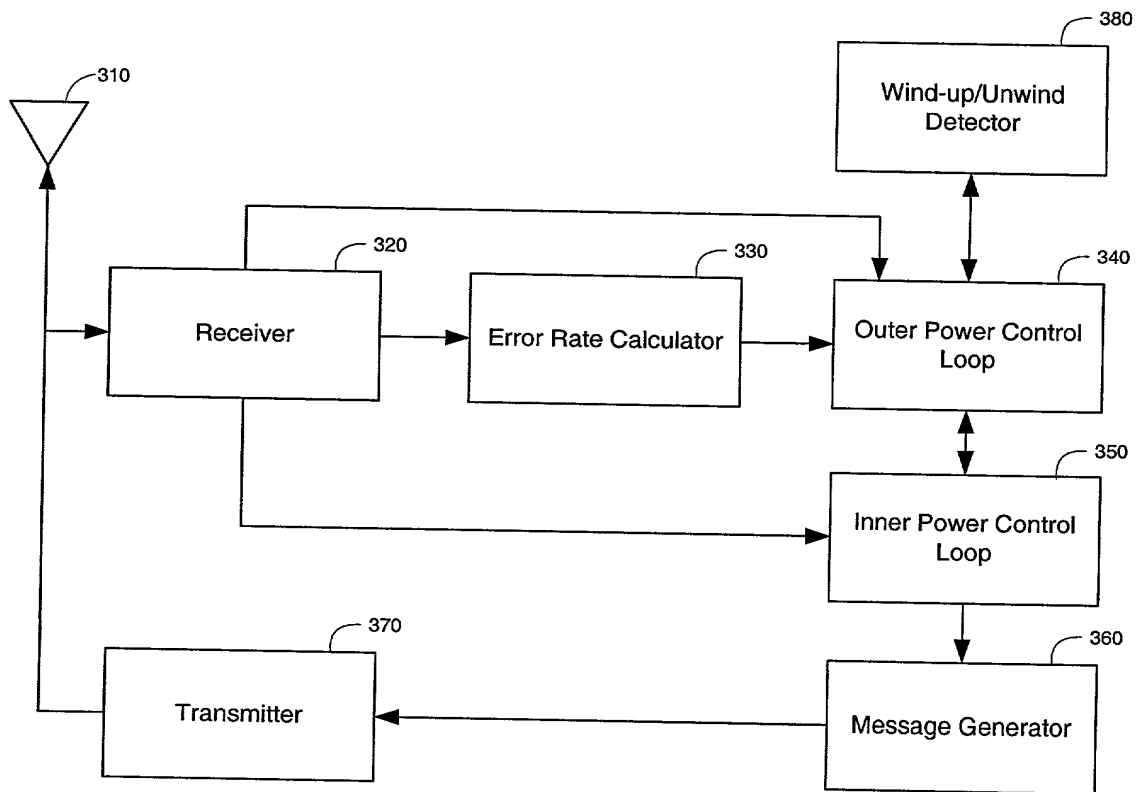 380
Wind-up/Unwind
Detector
310
320
Receiver
330
Error Rate Calculator
340
Outer Power Control
Loop
350
Inner Power Control
Loop
370
Transmitter
360
Message Generator